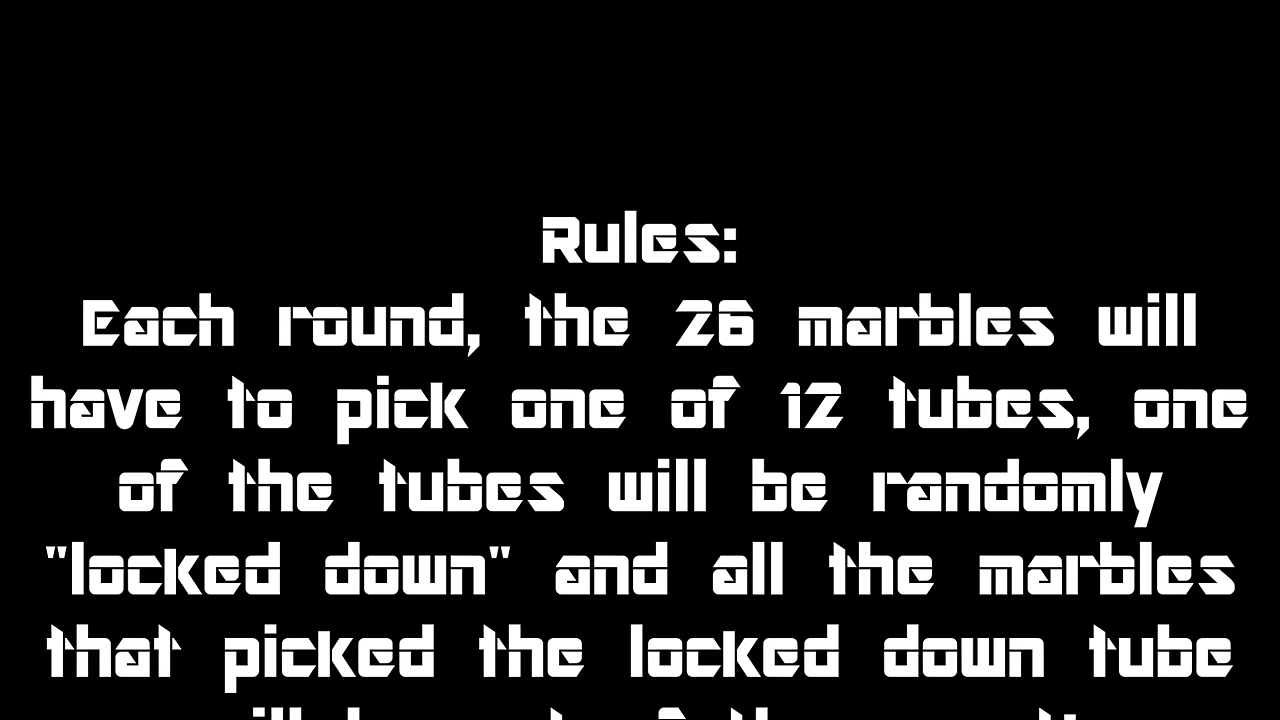 Rules:
Each round, the 26 marbles will
have to pick one of 12 tubes, one
of the tubes will be randomly
"locked down" and all the marbles
that picked the locked down tube